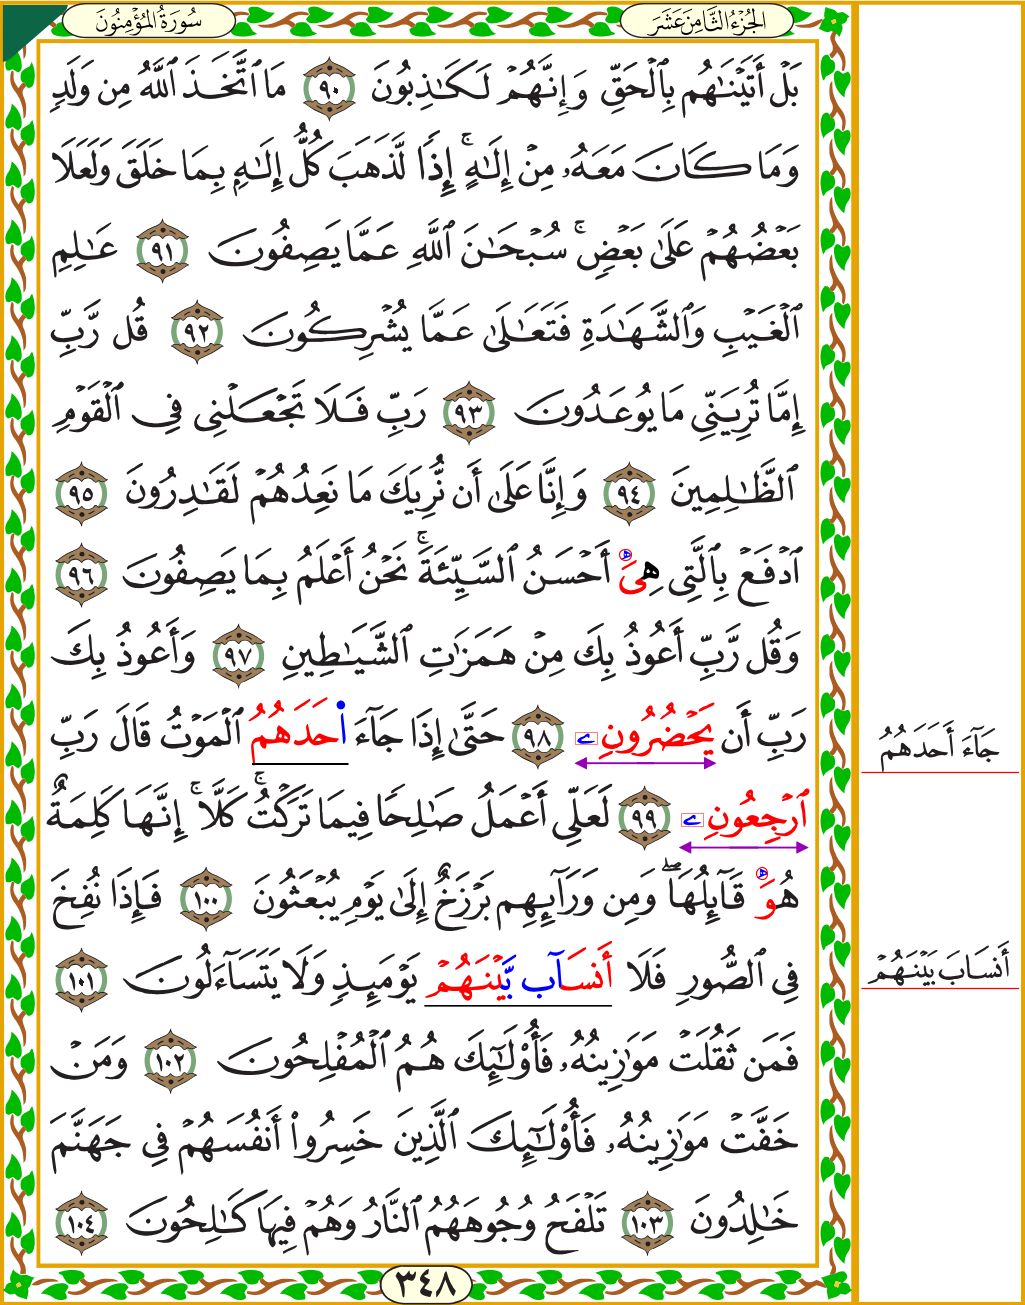 سُورَةُ الْمُؤْمِنُونَ
الجُزْءُ الثَّامِنَ عَشَرَ
بَلْ أَتَيْنَٰهُم بِٱلْحَقِّ وَإِنَّهُمْ لَكَٰذِبُونَ ٩٠ مَا ٱتَّخَذَ ٱللَّهُ مِن وَلَدٍ
وَمَا كَانَ مَعَهُۥ مِنْ إِلَٰهٍ ۚ إِذًا لَّذَهَبَ كُلُّ إِلَٰهٍۭ بِمَا خَلَقَ وَلَعَلَا
بَعْضُهُمْ عَلَىٰ بَعْضٍ ۚ سُبْحَٰنَ ٱللَّهِ عَمَّا يَصِفُونَ ٩١ عَٰلِمِ
ٱلْغَيْبِ وَٱلشَّهَٰدَةِ فَتَعَٰلَىٰ عَمَّا يُشْرِكُونَ ٩٢ قُل رَّبِّ
إِمَّا تُرِيَنِّي مَا يُوعَدُونَ ٩٣ رَبِّ فَلَا تَجْعَلْنِي فِي ٱلْقَوْمِ
ٱلظَّٰلِمِينَ ٩٤ وَإِنَّا عَلَىٰ أَن نُّرِيَكَ مَا نَعِدُهُمْ لَقَٰدِرُونَ ٩٥
ٱدْفَعْ بِٱلَّتِي هِيَ أَحْسَنُ ٱلسَّيِّئَةَ ۚ نَحْنُ أَعْلَمُ بِمَا يَصِفُونَ ٩٦
وَقُل رَّبِّ أَعُوذُ بِكَ مِنْ هَمَزَٰتِ ٱلشَّيَٰطِينِ ٩٧ وَأَعُوذُ بِكَ
رَبِّ أَن يَحْضُرُونِ ے ٩٨ حَتَّىٰ إِذَا جَآءَ اَ۬حَدَهُمُ ٱلْمَوْتُ قَالَ رَبِّ
جَآءَ أَحَدَهُمُ
ٱرْجِعُونِ ے ٩٩ لَعَلِّي أَعْمَلُ صَٰلِحًا فِيمَا تَرَكْتُ ۚ كَلَّا ۚ إِنَّهَا كَلِمَةٌ
هُوَ قَآئِلُهَا ۖ وَمِن وَرَآئِهِم بَرْزَخٌ إِلَىٰ يَوْمِ يُبْعَثُونَ ١٠٠ فَإِذَا نُفِخَ
فِي ٱلصُّورِ فَلَا أَنسَآب بَّيْنَهُمْ يَوْمَئِذٍ وَلَا يَتَسَآءَلُونَ ١٠١
أَنسَابَ بَيْنَهُمْ
فَمَن ثَقُلَتْ مَوَٰزِينُهُۥ فَأُوْلَٰٓئِكَ هُمُ ٱلْمُفْلِحُونَ ١٠٢ وَمَنْ
خَفَّتْ مَوَٰزِينُهُۥ فَأُوْلَٰٓئِكَ ٱلَّذِينَ خَسِرُواْ أَنفُسَهُمْ فِي جَهَنَّمَ
خَٰلِدُونَ ١٠٣ تَلْفَحُ وُجُوهَهُمُ ٱلنَّارُ وَهُمْ فِيهَا كَٰلِحُونَ ١٠٤
٣٤٨